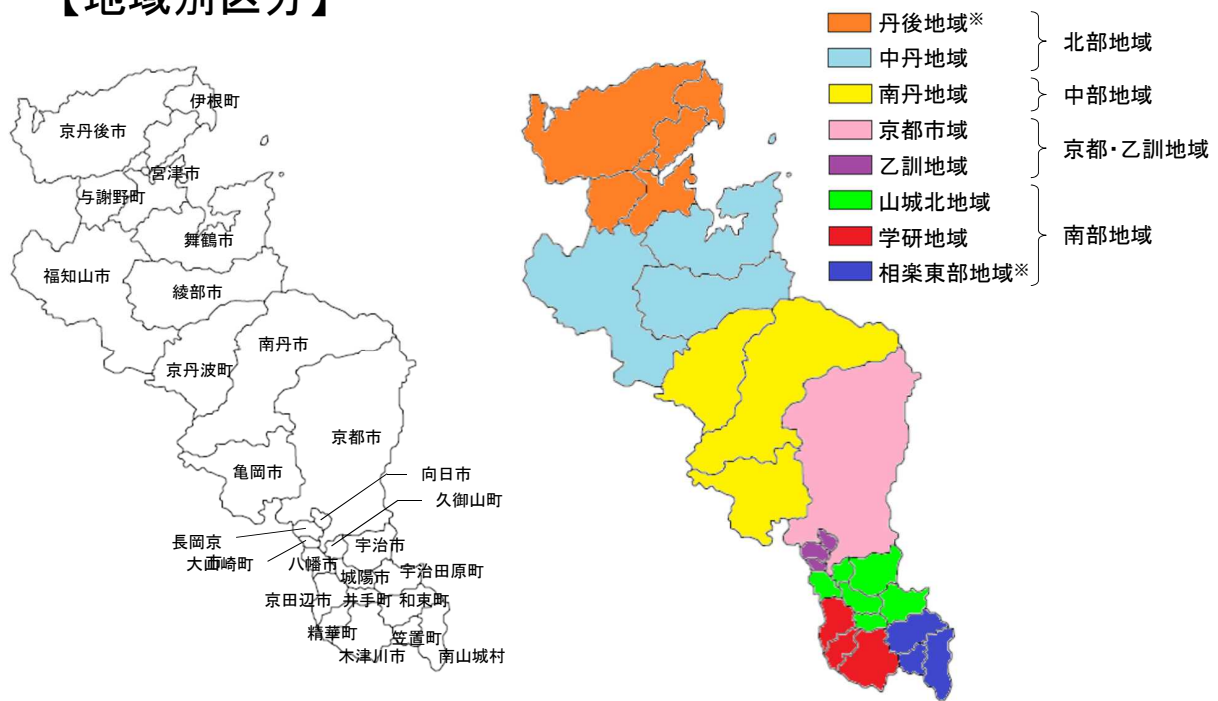 【地域別区分】
丹後地域※
中丹地域
北部地域
南丹地域
中部地域
京都市域
乙訓地域
京都・乙訓地域
山城北地域
学研地域
相楽東部地域※
南部地域
伊根町
京丹後市
宮津市
与謝野町
舞鶴市
福知山市
綾部市
南丹市
京丹波町
京都市
亀岡市
向日市
久御山町
長岡京
市
大山崎町
八幡市
宇治市
城陽市
宇治田原町
京田辺市
井手町
和束町
精華町
笠置町
木津川市
南山城村